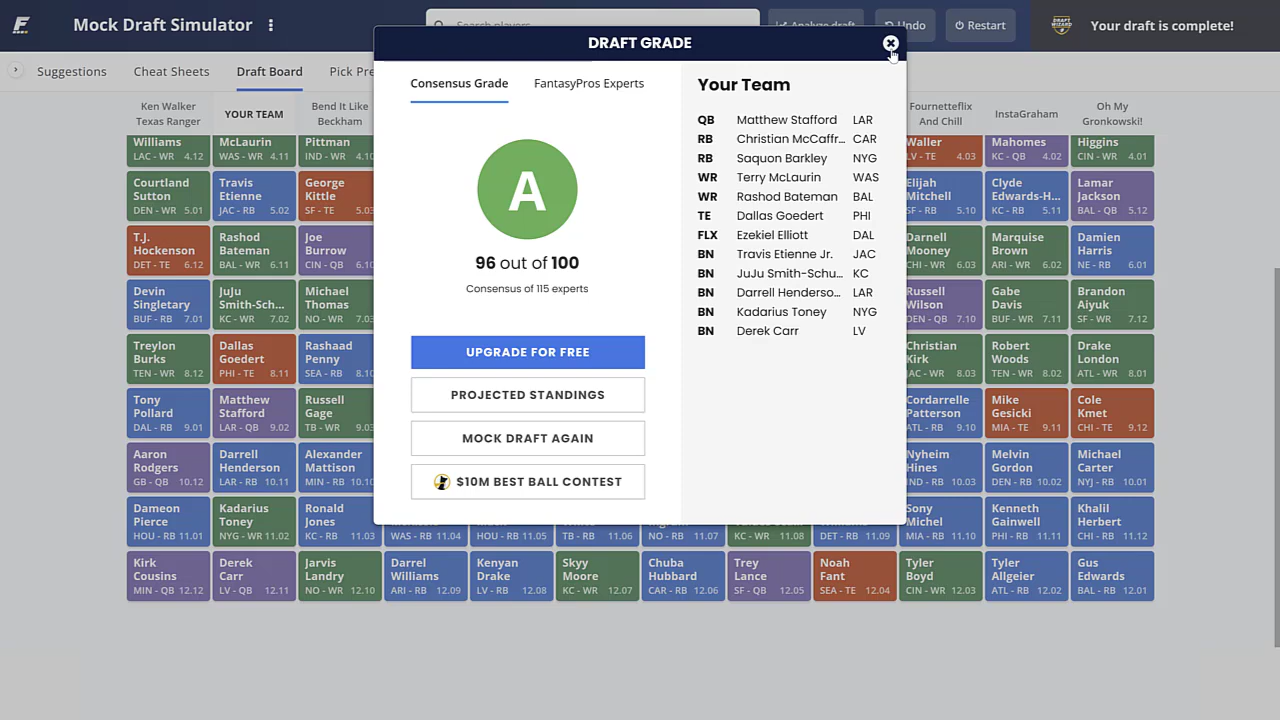 Mock Draft Simulator
Search players
Analyze draft
Undo
Restart
Your draft is complete!
Suggestions
Cheat Sheets
Draft Board
Pick Pre
DRAFT GRADE
Consensus Grade
FantasyPros Experts
A
96 out of 100
Consensus of 115 experts
UPGRADE FOR FREE
PROJECTED STANDINGS
MOCK DRAFT AGAIN
$10M BEST BALL CONTEST
Your Team
QB Matthew Stafford LAR
RB Christian McCaffr... CAR
RB Saquon Barkley NYG
WR Terry McLaurin WAS
WR Rashod Bateman BAL
TE Dallas Goedert PHI
FLX Ezekiel Elliott DAL
BN Travis Etienne Jr. JAC
BN JuJu Smith-Schu... KC
BN Darrell Henderso... LAR
BN Kadarius Toney NYG
BN Derek Carr LV
Ken Walker
Texas Ranger
YOUR TEAM
Bend It Like
Beckham
Fournetteflix
And Chill
InstaGraham
Oh My
Gronkowski!
Williams
LAC - WR 4.12
McLaurin
WAS - WR 4.11
Pittman
IND - WR 4.10
Waller
LV - TE 4.03
Mahomes
KC - QB 4.02
Higgins
CIN - WR 4.01
Courtland
Sutton
DEN - WR 5.01
Travis
Etienne
JAC - RB 5.02
George
Kittle
SF - TE 5.03
Elijah
Mitchell
SF - RB 5.10
Clyde
Edwards-H...
KC - RB 5.11
Lamar
Jackson
BAL - QB 5.12
T.J.
Hockenson
DET - TE 6.12
Rashod
Bateman
BAL - WR 6.11
Joe
Burrow
CIN - QB 6.10
Darnell
Mooney
CHI - WR 6.03
Marquise
Brown
ARI - WR 6.02
Damien
Harris
NE - RB 6.01
Devin
Singletary
BUF - RB 7.01
JuJu
Smith-Sch...
KC - WR 7.02
Michael
Thomas
NO - WR 7.03
Russell
Wilson
DEN - QB 7.10
Gabe
Davis
BUF - WR 7.11
Brandon
Aiyuk
SF - WR 7.12
Treylon
Burks
TEN - WR 8.12
Dallas
Goedert
PHI - TE 8.11
Rashaad
Penny
SEA - RB 8.10
Christian
Kirk
JAC - WR 8.03
Robert
Woods
TEN - WR 8.02
Drake
London
ATL - WR 8.01
Tony
Pollard
DAL - RB 9.01
Matthew
Stafford
LAR - QB 9.02
Russell
Gage
TB - WR 9.03
Cordarrelle
Patterson
ATL - RB 9.10
Mike
Gesicki
MIA - TE 9.11
Cole
Kmet
CHI - TE 9.12
Aaron
Rodgers
GB - QB 10.12
Darrell
Henderson
LAR - RB 10.11
Alexander
Mattison
MIN - RB 10.10
Nyheim
Hines
IND - RB 10.03
Melvin
Gordon
DEN - RB 10.02
Michael
Carter
NYJ - RB 10.01
Dameon
Pierce
HOU - RB 11.01
Kadarius
Toney
NYG - WR 11.02
Ronald
Jones
KC - RB 11.03
WAS - RB 11.04
HOU - RB 11.05
TB - RB 11.06
NO - RB 11.07
KC - WR 11.08
DET - RB 11.09
Sony
Michel
MIA - RB 11.10
Kenneth
Gainwell
PHI - RB 11.11
Khalil
Herbert
CHI - RB 11.12
Kirk
Cousins
MIN - QB 12.12
Derek
Carr
LV - QB 12.11
Jarvis
Landry
NO - WR 12.10
Darrel
Williams
ARI - RB 12.09
Kenyan
Drake
LV - RB 12.08
Skyy
Moore
KC - WR 12.07
Chuba
Hubbard
CAR - RB 12.06
Trey
Lance
SF - QB 12.05
Noah
Fant
SEA - TE 12.04
Tyler
Boyd
CIN - WR 12.03
Tyler
Allgeier
ATL - RB 12.02
Gus
Edwards
BAL - RB 12.01